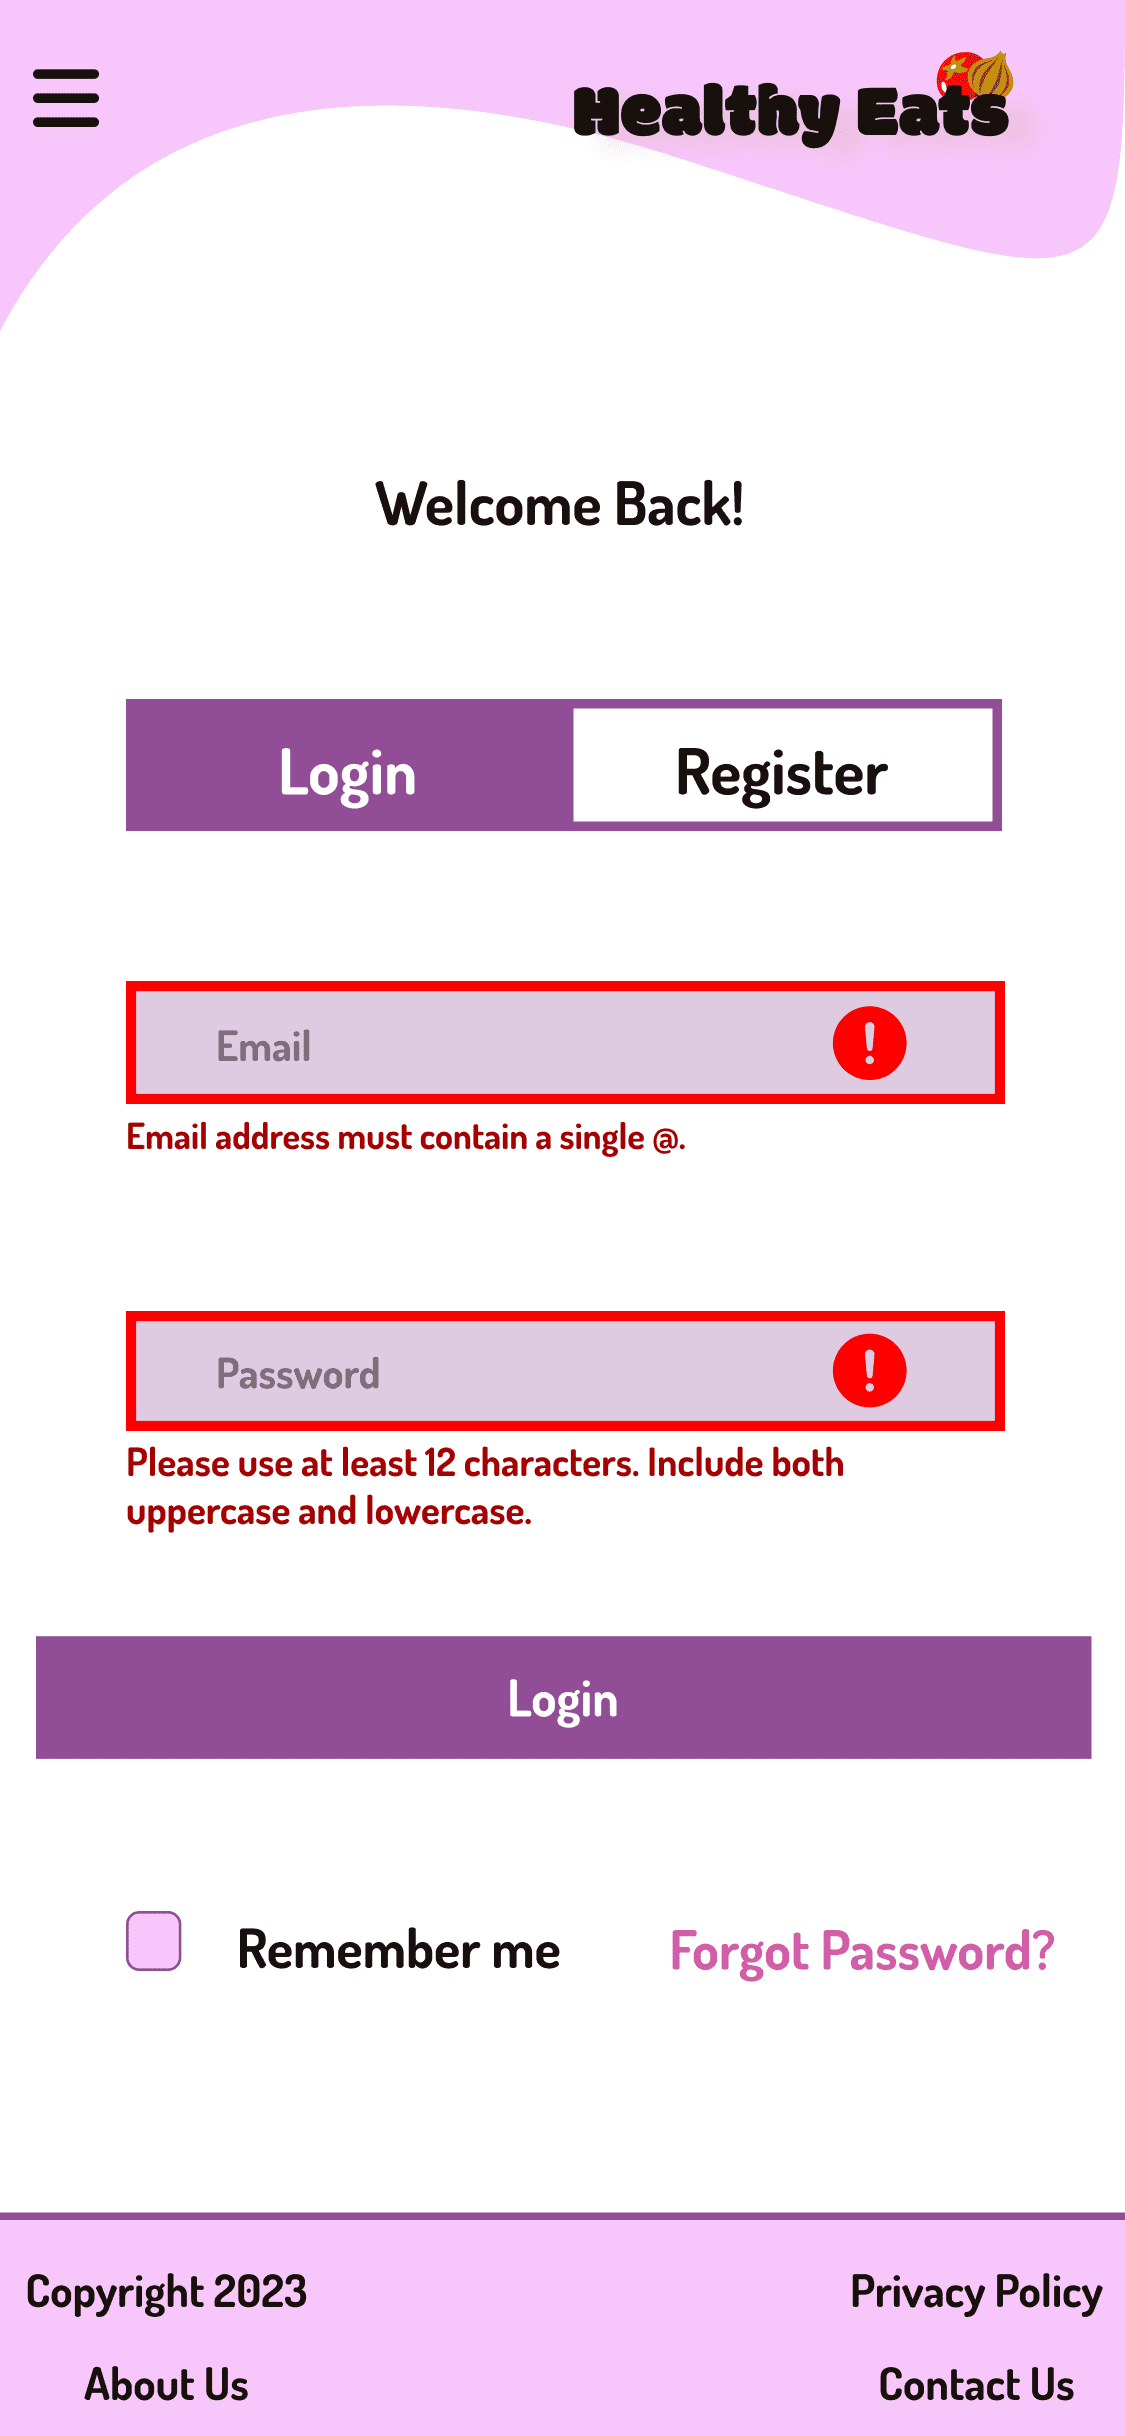 Healthy Eats
Welcome Back!
Login
Register
Email
Email address must contain a single @.
Password
Please use at least 12 characters. Include both
uppercase and lowercase.
Login
Remember me
Forgot Password?
Copyright 2023
Privacy Policy
About Us
Contact Us